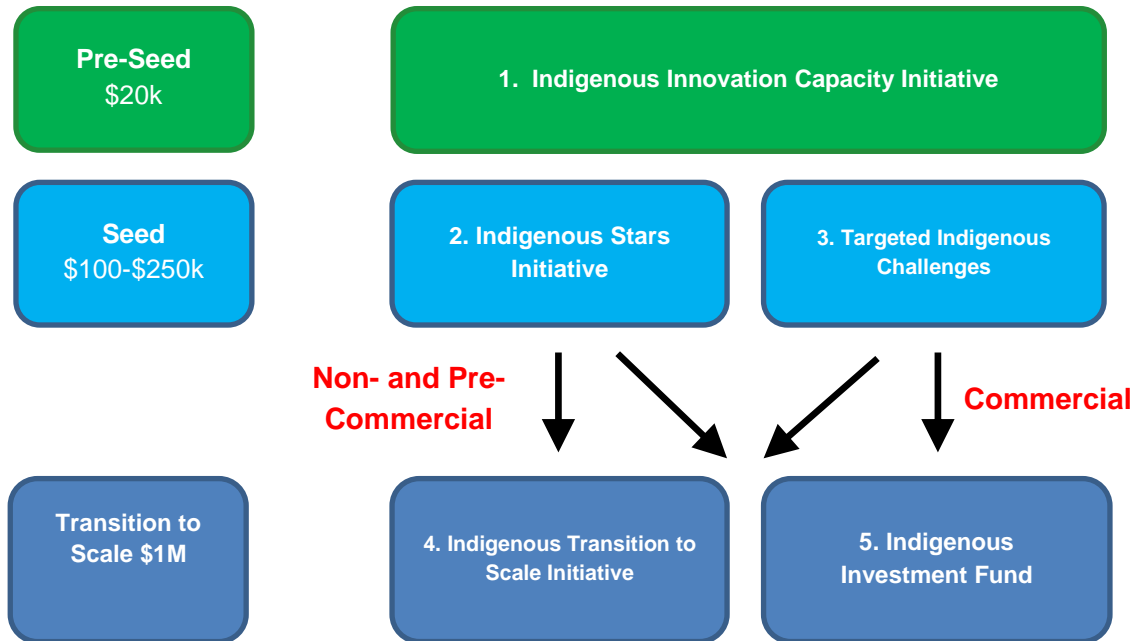 Pre-Seed
$20k
1. Indigenous Innovation Capacity Initiative
Seed
$100-$250k
2. Indigenous Stars
Initiative
3. Targeted Indigenous
Challenges
Non- and Pre-
Commercial
Commercial
Transition to
Scale $1M
4. Indigenous Transition to
Scale Initiative
5. Indigenous
Investment Fund